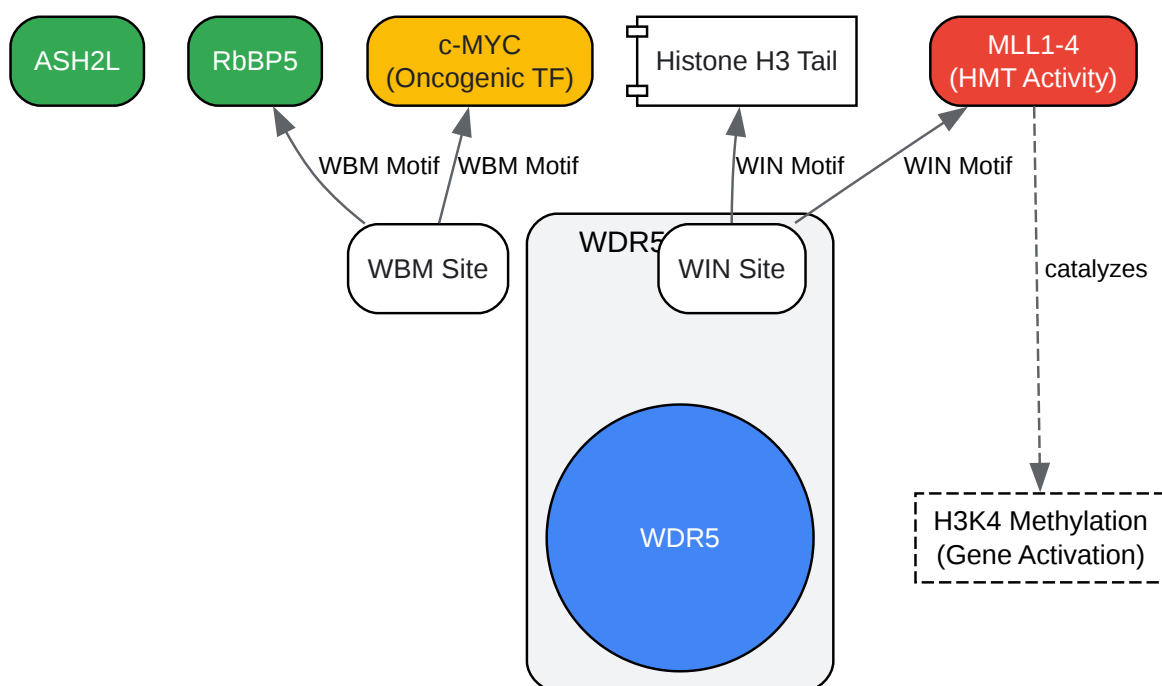 ASH2L
RbBP5
c-MYC
(Oncogenic TF)
Histone H3 Tail
MLL1-4
(HMT Activity)
WBM Motif
WBM Motif
WIN Motif
WIN Motif
WDR5
WBM Site
WIN Site
catalyzes
WDR5
H3K4 Methylation
(Gene Activation)